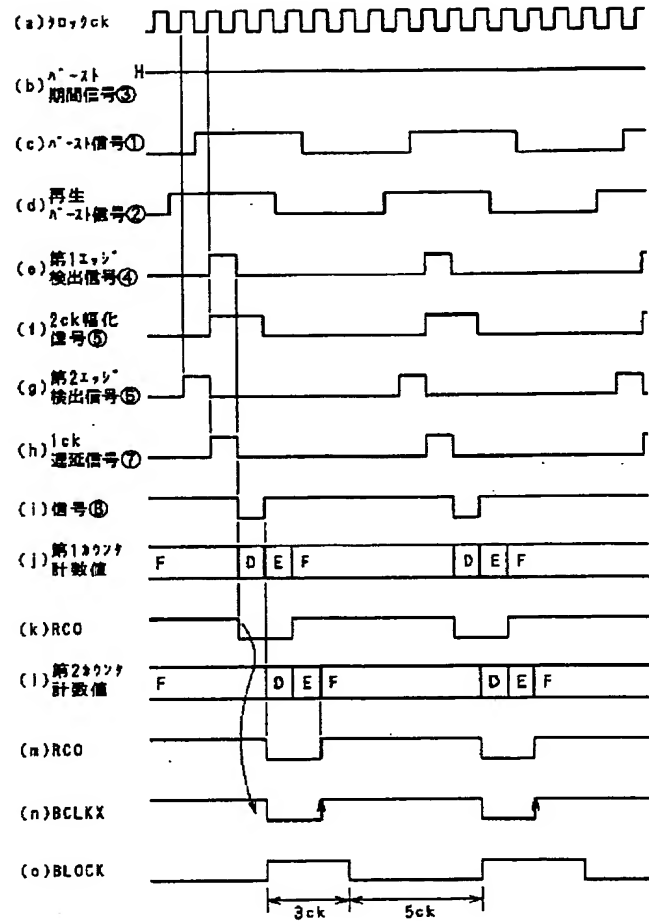 (a)クロックck
(b)バースト 期間信号③ H
(c)バースト信号①
(d)再生 バースト信号②
(e)第1エッジ 検出信号④
(f)2ck幅化 信号⑤
(g)第2エッジ 検出信号⑥
(h)1ck 遅延信号⑦
(i)信号⑧
(j)第1カウンタ 計数値 F D E F D E F
(k)RCO
(l)第2カウンタ 計数値 F D E F D E F
(m)RCO
(n)BCLKX
(o)BLOCK
3ck 5ck